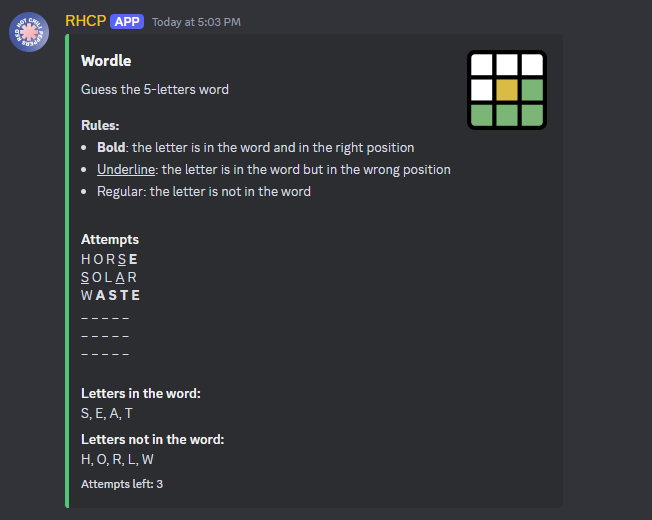 RHCP APP Today at 5:03 PM
Wordle
Guess the 5-letters word
Rules:
• Bold: the letter is in the word and in the right position
• Underline: the letter is in the word but in the wrong position
• Regular: the letter is not in the word
Attempts
H O R S E
S O L A R
W A S T E
_ _ _ _ _
_ _ _ _ _
_ _ _ _ _
Letters in the word:
S, E, A, T
Letters not in the word:
H, O, R, L, W
Attempts left: 3